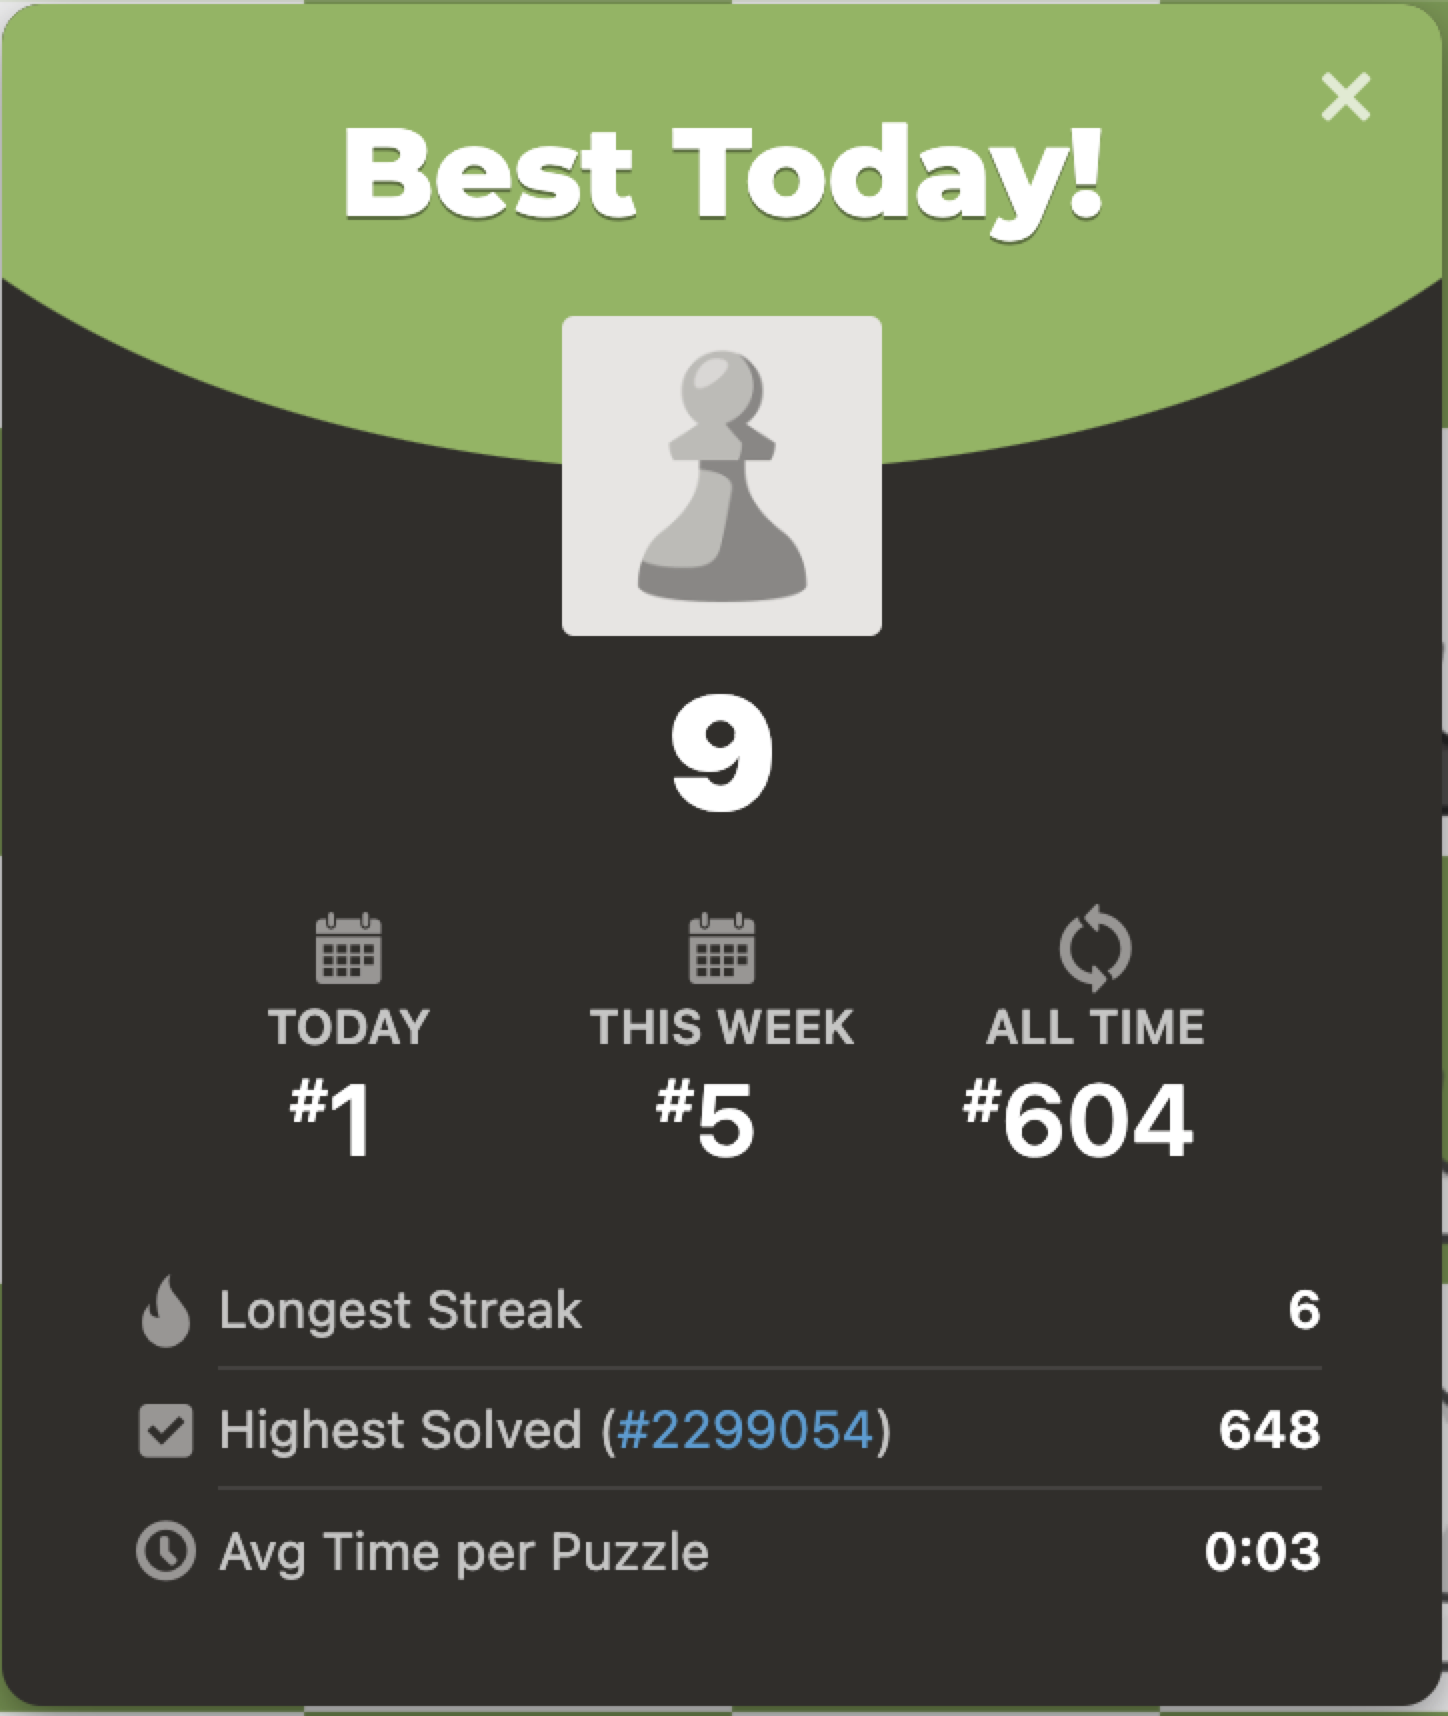 Best Today!
9
TODAY THIS WEEK ALL TIME
#1 #5 #604
Longest Streak 6
Highest Solved (#2299054) 648
Avg Time per Puzzle 0:03